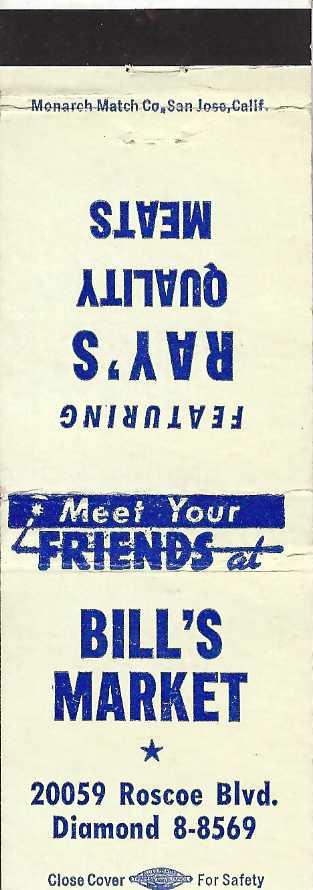 Monarch Match Co., San Jose, Calif.
FEATURING
RAY'S
QUALITY
MEATS
Meet Your
FRIENDS at
BILL'S
MARKET
20059 Roscoe Blvd.
Diamond 8-8569
Close Cover For Safety